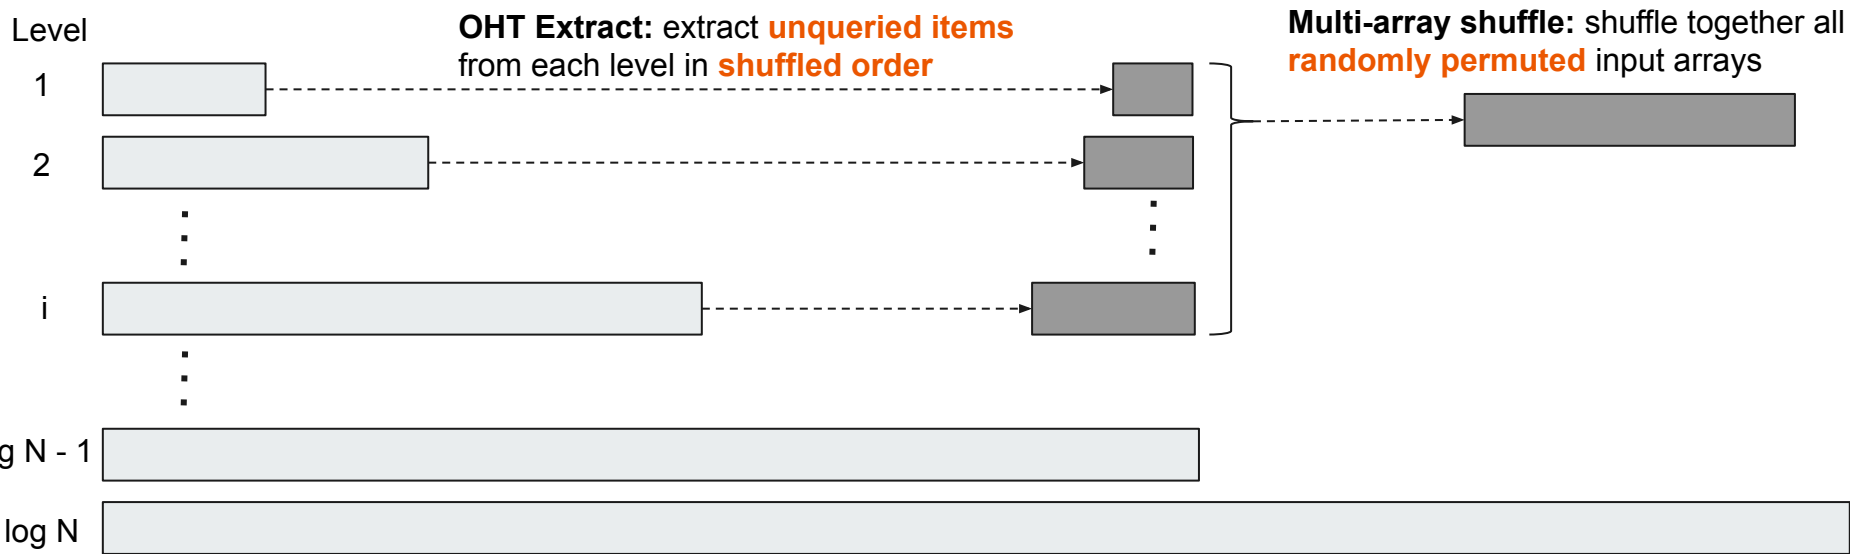 Level
OHT Extract: extract unqueried items
from each level in shuffled order
Multi-array shuffle: shuffle together all
randomly permuted input arrays
1
2
i
g N - 1
log N